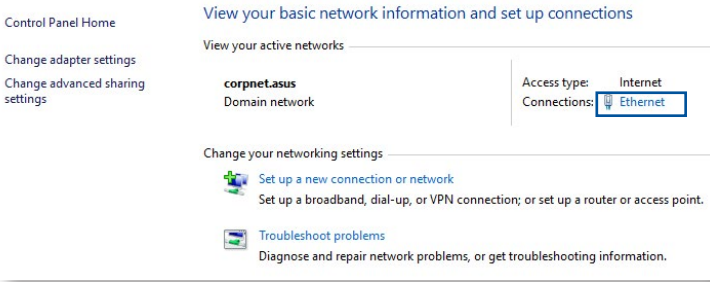 Control Panel Home
Change adapter settings
Change advanced sharing
settings
View your basic network information and set up connections
View your active networks
corpnet.asus
Domain network
Access type: Internet
Connections: Ethernet
Change your networking settings
Set up a new connection or network
Set up a broadband, dial-up, or VPN connection; or set up a router or access point.
Troubleshoot problems
Diagnose and repair network problems, or get troubleshooting information.